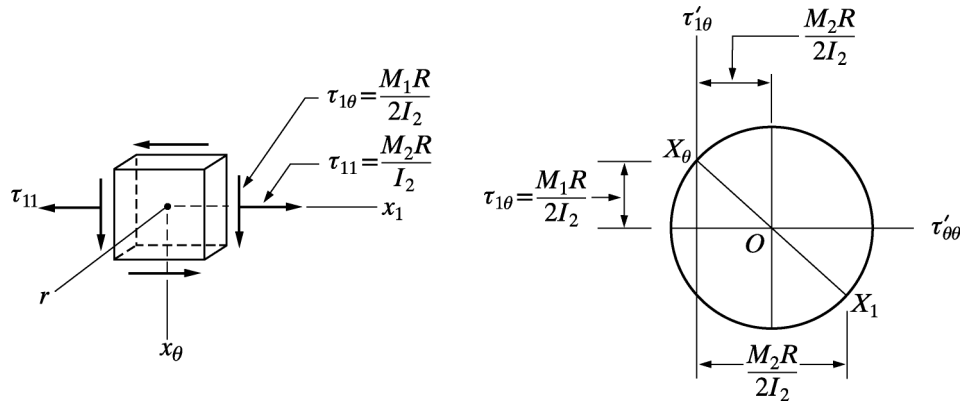 τ₁θ = M₁R / 2I₂
τ₁₁ = M₂R / I₂
τ₁₁
x₁
r
xθ
τ′₁θ
M₂R / 2I₂
Xθ
τ₁θ = M₁R / 2I₂
O
τ′θθ
X₁
M₂R / 2I₂